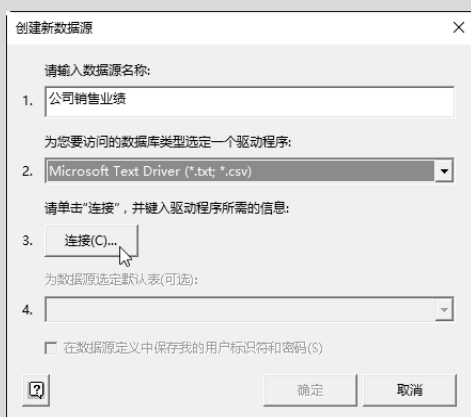 创建新数据源
请输入数据源名称:
1. 公司销售业绩
为您要访问的数据库类型选定一个驱动程序:
2. Microsoft Text Driver (*.txt; *.csv)
请单击“连接”，并键入驱动程序所需的信息:
3. 连接(C)...
为数据源选定默认表(可选):
4.
在数据源定义中保存我的用户标识符和密码(S)
确定 取消